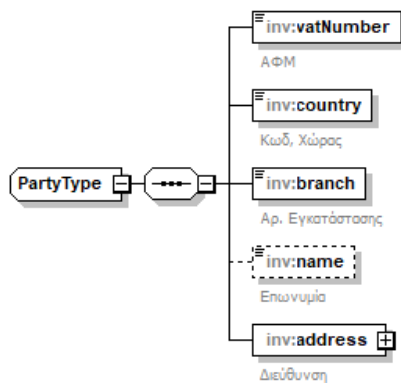 inv:vatNumber
ΑΦΜ
inv:country
Κωδ, Χώρας
PartyType
inv:branch
Αρ. Εγκατάστασης
inv:name
Επωνυμία
inv:address
Διεύθυνση